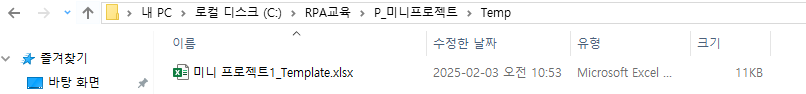 내 PC > 로컬 디스크 (C:) > RPA교육 > P_미니프로젝트 > Temp
이름 수정한 날짜 유형 크기
즐겨찾기 미니 프로젝트1_Template.xlsx 2025-02-03 오전 10:53 Microsoft Excel ... 11KB
바탕 화면